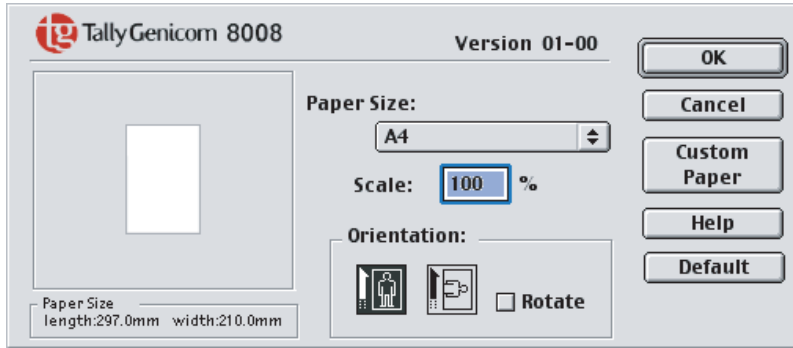 tg TallyGenicom 8008
Version 01-00
OK
Cancel
Custom
Paper
Help
Default
Paper Size:
A4
Scale: 100 %
Orientation:
Rotate
Paper Size
length:297.0mm width:210.0mm